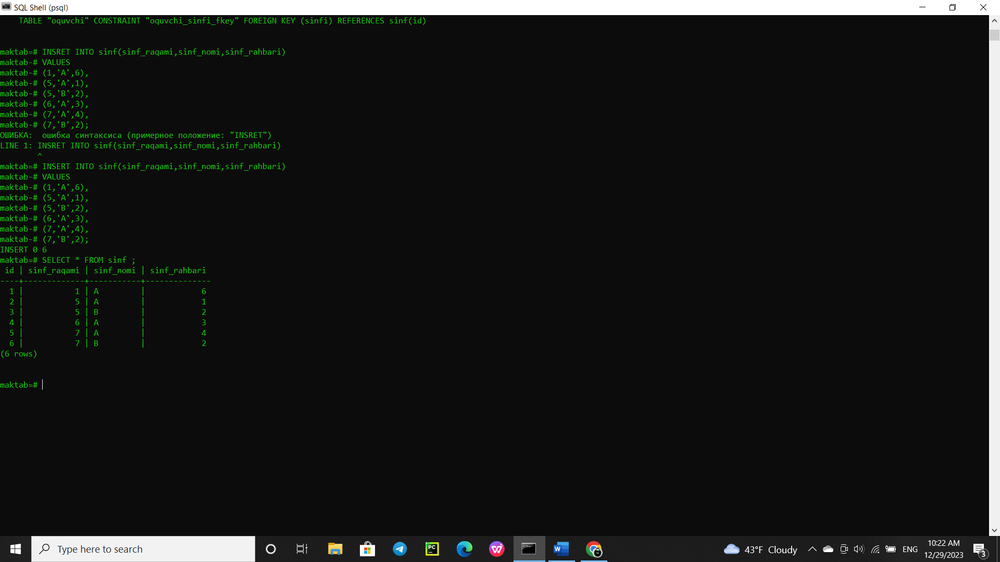 SQL Shell (psql)
    TABLE "oquvchi" CONSTRAINT "oquvchi_sinfi_fkey" FOREIGN KEY (sinfi) REFERENCES sinf(id)
maktab=# INSRET INTO sinf(sinf_raqami,sinf_nomi,sinf_rahbari)
maktab-# VALUES
maktab-# (1,'A',6),
maktab-# (5,'A',1),
maktab-# (5,'B',2),
maktab-# (6,'A',3),
maktab-# (7,'A',4),
maktab-# (7,'B',2);
ОШИБКА:  ошибка синтаксиса (примерное положение: "INSRET")
LINE 1: INSRET INTO sinf(sinf_raqami,sinf_nomi,sinf_rahbari)
        ^
maktab=# INSERT INTO sinf(sinf_raqami,sinf_nomi,sinf_rahbari)
maktab-# VALUES
maktab-# (1,'A',6),
maktab-# (5,'A',1),
maktab-# (5,'B',2),
maktab-# (6,'A',3),
maktab-# (7,'A',4),
maktab-# (7,'B',2);
INSERT 0 6
maktab=# SELECT * FROM sinf ;
 id | sinf_raqami | sinf_nomi | sinf_rahbari
----+-------------+-----------+--------------
  1 |           1 | A         |            6
  2 |           5 | A         |            1
  3 |           5 | B         |            2
  4 |           6 | A         |            3
  5 |           7 | A         |            4
  6 |           7 | B         |            2
(6 rows)
maktab=#
Type here to search
PC
W
43°F Cloudy
ENG
10:22 AM
12/29/2023
3